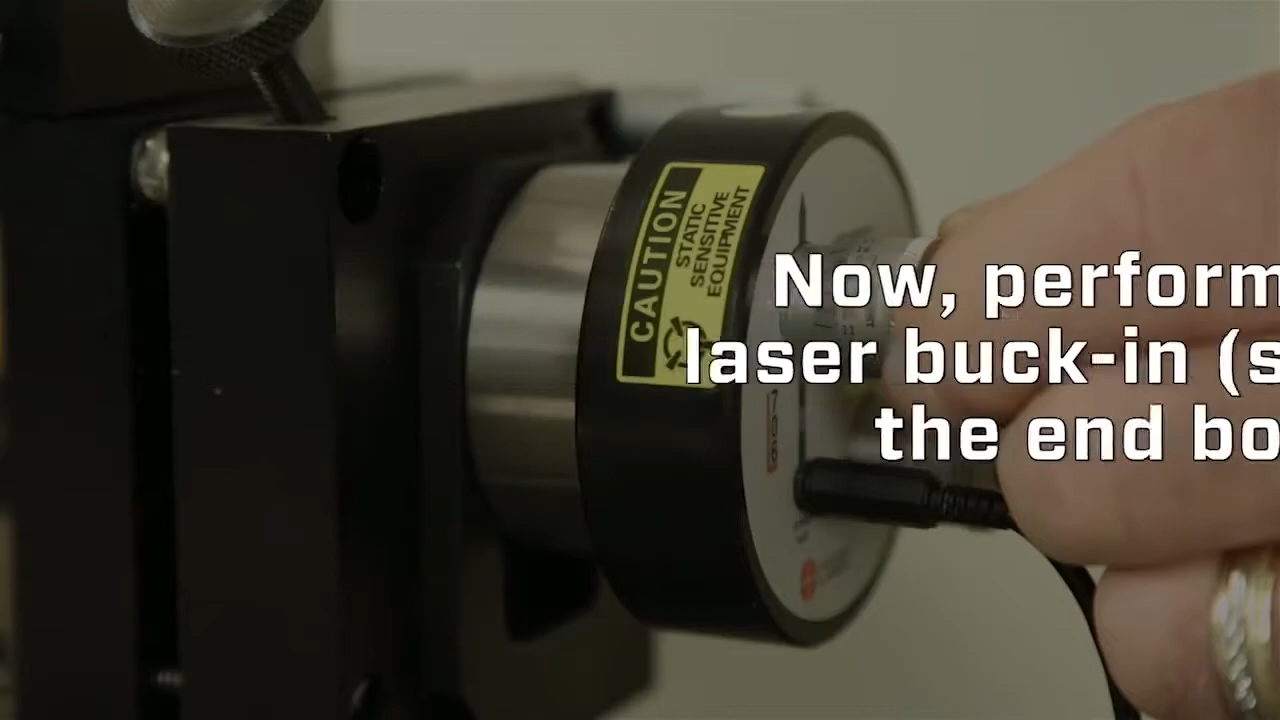 CAUTION
STATIC
SENSITIVE
EQUIPMENT
Now, perform
laser buck-in (s
the end bo